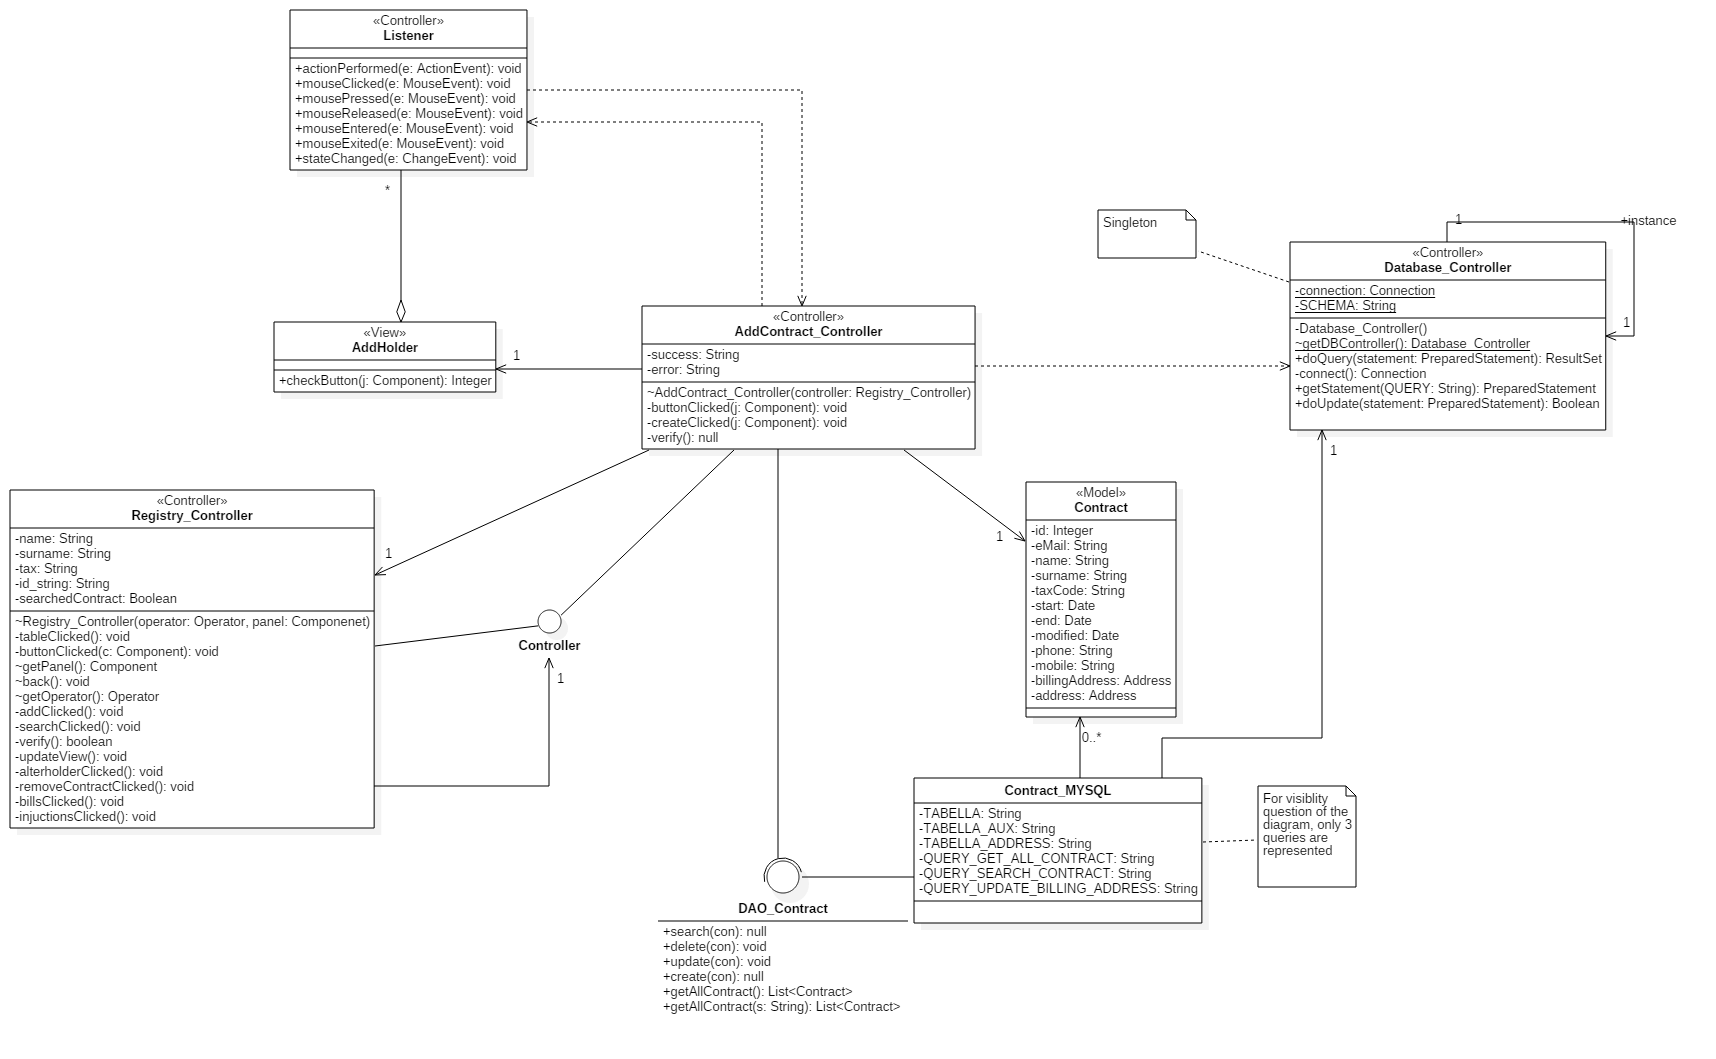 «Controller»
Listener
+actionPerformed(e: ActionEvent): void
+mouseClicked(e: MouseEvent): void
+mousePressed(e: MouseEvent): void
+mouseReleased(e: MouseEvent): void
+mouseEntered(e: MouseEvent): void
+mouseExited(e: MouseEvent): void
+stateChanged(e: ChangeEvent): void
*
«View»
AddHolder
+checkButton(j: Component): Integer
1
«Controller»
AddContract_Controller
-success: String
-error: String
~AddContract_Controller(controller: Registry_Controller)
-buttonClicked(j: Component): void
-createClicked(j: Component): void
-verify(): null
Singleton
1
+instance
1
«Controller»
Database_Controller
-connection: Connection
-SCHEMA: String
-Database_Controller()
~getDBController(): Database_Controller
+doQuery(statement: PreparedStatement): ResultSet
-connect(): Connection
+getStatement(QUERY: String): PreparedStatement
+doUpdate(statement: PreparedStatement): Boolean
1
«Controller»
Registry_Controller
-name: String
-surname: String
-tax: String
-id_string: String
-searchedContract: Boolean
~Registry_Controller(operator: Operator, panel: Componenet)
-tableClicked(): void
-buttonClicked(c: Component): void
~getPanel(): Component
~back(): void
~getOperator(): Operator
-addClicked(): void
-searchClicked(): void
-verify(): boolean
-updateView(): void
-alterholderClicked(): void
-removeContractClicked(): void
-billsClicked(): void
-injuctionsClicked(): void
1
Controller
1
1
«Model»
Contract
-id: Integer
-eMail: String
-name: String
-surname: String
-taxCode: String
-start: Date
-end: Date
-modified: Date
-phone: String
-mobile: String
-billingAddress: Address
-address: Address
0..*
Contract_MYSQL
-TABELLA: String
-TABELLA_AUX: String
-TABELLA_ADDRESS: String
-QUERY_GET_ALL_CONTRACT: String
-QUERY_SEARCH_CONTRACT: String
-QUERY_UPDATE_BILLING_ADDRESS: String
For visiblity
question of the
diagram, only 3
queries are
represented
DAO_Contract
+search(con): null
+delete(con): void
+update(con): void
+create(con): null
+getAllContract(): List<Contract>
+getAllContract(s: String): List<Contract>